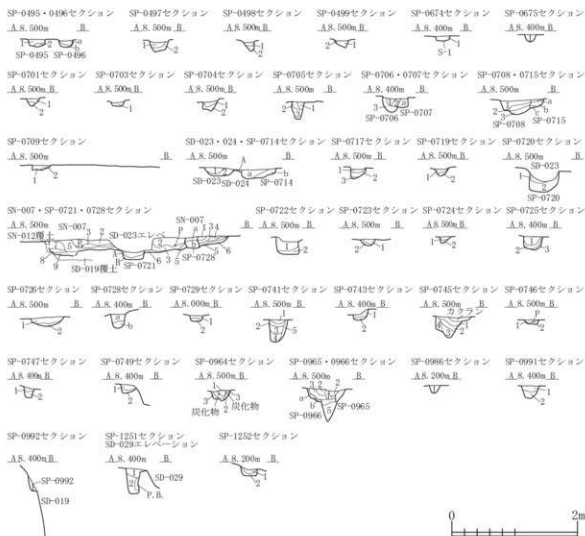 SP-0495・0496セクション SP-0497セクション SP-0498セクション SP-0499セクション SP-0674セクション SP-0675セクション
A 8.500m B A 8.500m B A 8.500m B A 8.500m B A 8.400m B A 8.400m B
SP-0495 SP-0496 S-1
SP-0701セクション SP-0703セクション SP-0704セクション SP-0705セクション SP-0706・0707セクション SP-0708・0715セクション
A 8.500m B A 8.500m B A 8.500m B A 8.500m B A 8.400m B A 8.500m B
SP-0706 SP-0707 SP-0708 SP-0715
SP-0709セクション SD-023・024・SP-0714セクション SP-0717セクション SP-0719セクション SP-0720セクション
A 8.500m B A 8.500m B A 8.500m B A 8.500m B A 8.500m B
SD-023 SD-024 SP-0714 SD-023 SP-0720
SN-007・SP-0721・0728セクション SP-0722セクション SP-0723セクション SP-0724セクション SP-0725セクション
A 8.500m B A 8.500m B A 8.500m B A 8.500m B A 8.400m B
SN-012覆土 SN-007 SD-023エレベ SN-007
SD-019覆土 SP-0721 SP-0728
SP-0726セクション SP-0728セクション SP-0729セクション SP-0741セクション SP-0743セクション SP-0745セクション SP-0746セクション
A 8.500m B A 8.400m B A 8.000m B A 8.500m B A 8.400m B A 8.500m B A 8.500m B
カクラン
SP-0747セクション SP-0749セクション SP-0964セクション SP-0965・0966セクション SP-0986セクション SP-0991セクション
A 8.400m B A 8.400m B A 8.500m B A 8.500m B A 8.200m B A 8.400m B
炭化物 炭化物 SP-0966 SP-0965
SP-0992セクション SP-1251セクション SP-1252セクション
SD-029エレベーション
A 8.400m B A 8.400m B A 8.200m B
SP-0992 SD-029
SD-019 P.B.
0 2m